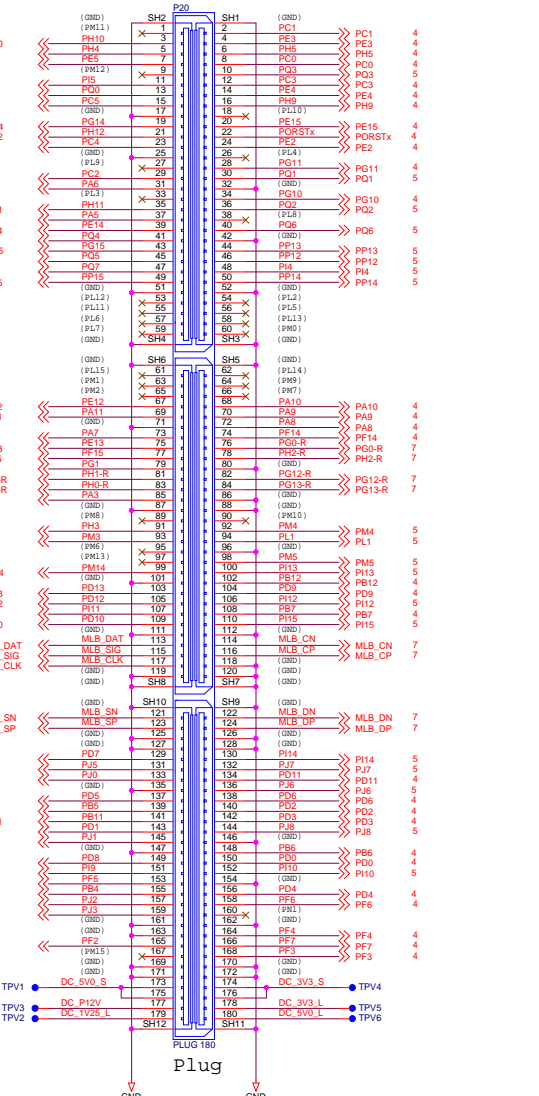 P20
(GND) SH2 SH1 (GND)
(PM11) 1 2 PC1 PC1 4
PH10 3 4 PE3 PE3 4
PH4 5 6 PH5 PH5 4
PE5 7 8 PC0 PC0 4
(PM12) 9 10 PQ3 PQ3 5
PI5 11 12 PC3 PC3 4
PQ0 13 14 PE4 PE4 4
PC5 15 16 PH9 PH9 4
(GND) 17 18 (PL10)
PG14 19 20 PE15 PE15 4
PH12 21 22 PORSTx PORSTx 4
PC4 23 24 PE2 PE2 4
(GND) 25 26 (PL4)
(PL9) 27 28 PG11 PG11 4
PC2 29 30 PQ1 PQ1 5
PA6 31 32 (GND)
(PL3) 33 34 PG10 PG10 4
PH11 35 36 PQ2 PQ2 5
PA5 37 38 (PL8)
PE14 39 40 PQ6 PQ6 5
PQ4 41 42 (GND)
PG15 43 44 PP13 PP13 5
PQ5 45 46 PP12 PP12 5
PQ7 47 48 PI4 PI4 5
PP15 49 50 PP14 PP14 5
(GND) 51 52 (GND)
(PL12) 53 54 (PL2)
(PL11) 55 56 (PL5)
(PL6) 57 58 (PL13)
(PL7) 59 60 (PM0)
(GND) SH4 SH3 (GND)
(GND) SH6 SH5 (GND)
(PL15) 61 62 (PL14)
(PM1) 63 64 (PM9)
(PM2) 65 66 (PM7)
PE12 67 68 PA10 PA10 4
PA11 69 70 PA9 PA9 4
(GND) 71 72 PA8 PA8 4
PA7 73 74 PF14 PF14 4
PE13 75 76 PG0-R PG0-R 7
PF15 77 78 PH2-R PH2-R 7
PG1 79 80 (GND)
-R PH1-R 81 82 PG12-R PG12-R 7
-R PH0-R 83 84 PG13-R PG13-R 7
PA3 85 86 (GND)
(GND) 87 88 (GND)
(PM8) 89 90 (PM10)
PH3 91 92 PM4 PM4 5
PM3 93 94 PL1 PL1 5
(PM6) 95 96 (GND)
(PM13) 97 98 PM5 PM5 5
PM14 99 100 PI13 PI13 5
(GND) 101 102 PB12 PB12 4
PD13 103 104 PD9 PD9 4
PD12 105 106 PI12 PI12 5
PI11 107 108 PB7 PB7 4
PD10 109 110 PI15 PI15 5
(GND) 111 112 (GND)
_DAT MLB_DAT 113 114 MLB_CN MLB_CN 7
_SIG MLB_SIG 115 116 MLB_CP MLB_CP 7
_CLK MLB_CLK 117 118 (GND)
(GND) 119 120 (GND)
(GND) SH8 SH7 (GND)
(GND) SH10 SH9 (GND)
_SN MLB_SN 121 122 MLB_DN MLB_DN 7
_SP MLB_SP 123 124 MLB_DP MLB_DP 7
(GND) 125 126 (GND)
(GND) 127 128 (GND)
PD7 129 130 PI14 PI14 5
PJ5 131 132 PJ7 PJ7 5
PJ0 133 134 PD11 PD11 4
(GND) 135 136 PJ6 PJ6 5
PD5 137 138 PD6 PD6 4
PB5 139 140 PD2 PD2 4
PB11 141 142 PD3 PD3 4
PD1 143 144 PJ8 PJ8 5
PJ1 145 146 (GND)
(GND) 147 148 PB6 PB6 4
PD8 149 150 PD0 PD0 4
PI9 151 152 PI10 PI10 5
PF5 153 154 (GND)
PB4 155 156 PD4 PD4 4
PJ2 157 158 PF6 PF6 4
PJ3 159 160 (PN1)
(GND) 161 162 (GND)
(GND) 163 164 PF4 PF4 4
PF2 165 166 PF7 PF7 4
(PM15) 167 168 PF3 PF3 4
(GND) 169 170 (GND)
(GND) 171 172 (GND)
TPV1 DC_5V0_S 173 174 DC_3V3_S TPV4
175 176
TPV3 DC_P12V 177 178 DC_3V3_L TPV5
TPV2 DC_1V25_L 179 180 DC_5V0_L TPV6
(GND) SH12 SH11 (GND)
PLUG 180
Plug
GND GND